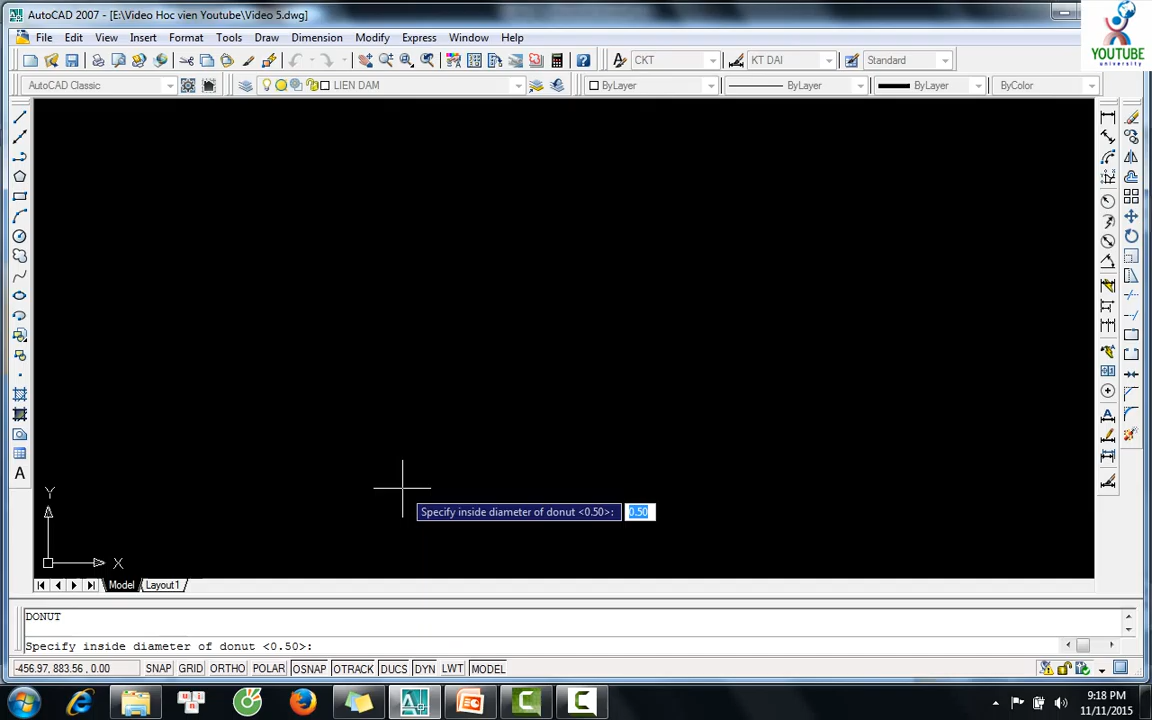 AutoCAD 2007 - [E:\Video Hoc vien Youtube\Video 5.dwg]
YOUTUBE
university
File Edit View Insert Format Tools Draw Dimension Modify Express Window Help
CKT KT DAI Standard
AutoCAD Classic LIEN DAM ByLayer ByLayer ByLayer ByColor
A
Y
Specify inside diameter of donut <0.50>: 0.50
X
Model Layout1
DONUT
Specify inside diameter of donut <0.50>:
-456.97, 883.56 , 0.00 SNAP GRID ORTHO POLAR OSNAP OTRACK DUCS DYN LWT MODEL
9:18 PM
11/11/2015